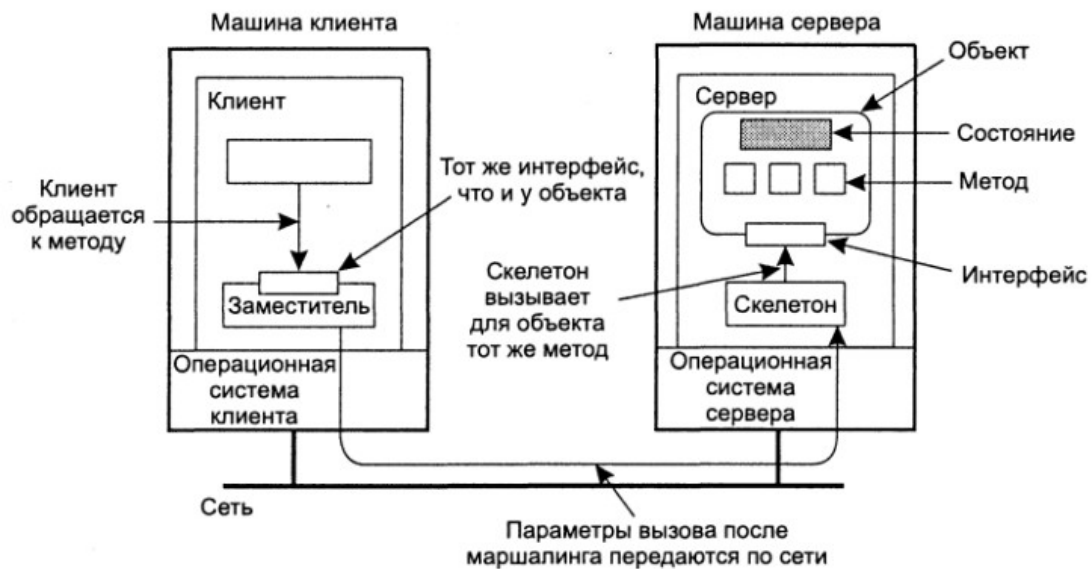 Машина клиента
Машина сервера
Объект
Клиент
Сервер
Состояние
Тот же интерфейс,
что и у объекта
Метод
Клиент
обращается
к методу
Скелетон
вызывает
для объекта
тот же метод
Интерфейс
Заместитель
Скелетон
Операционная
система
клиента
Операционная
система
сервера
Сеть
Параметры вызова после
маршалинга передаются по сети